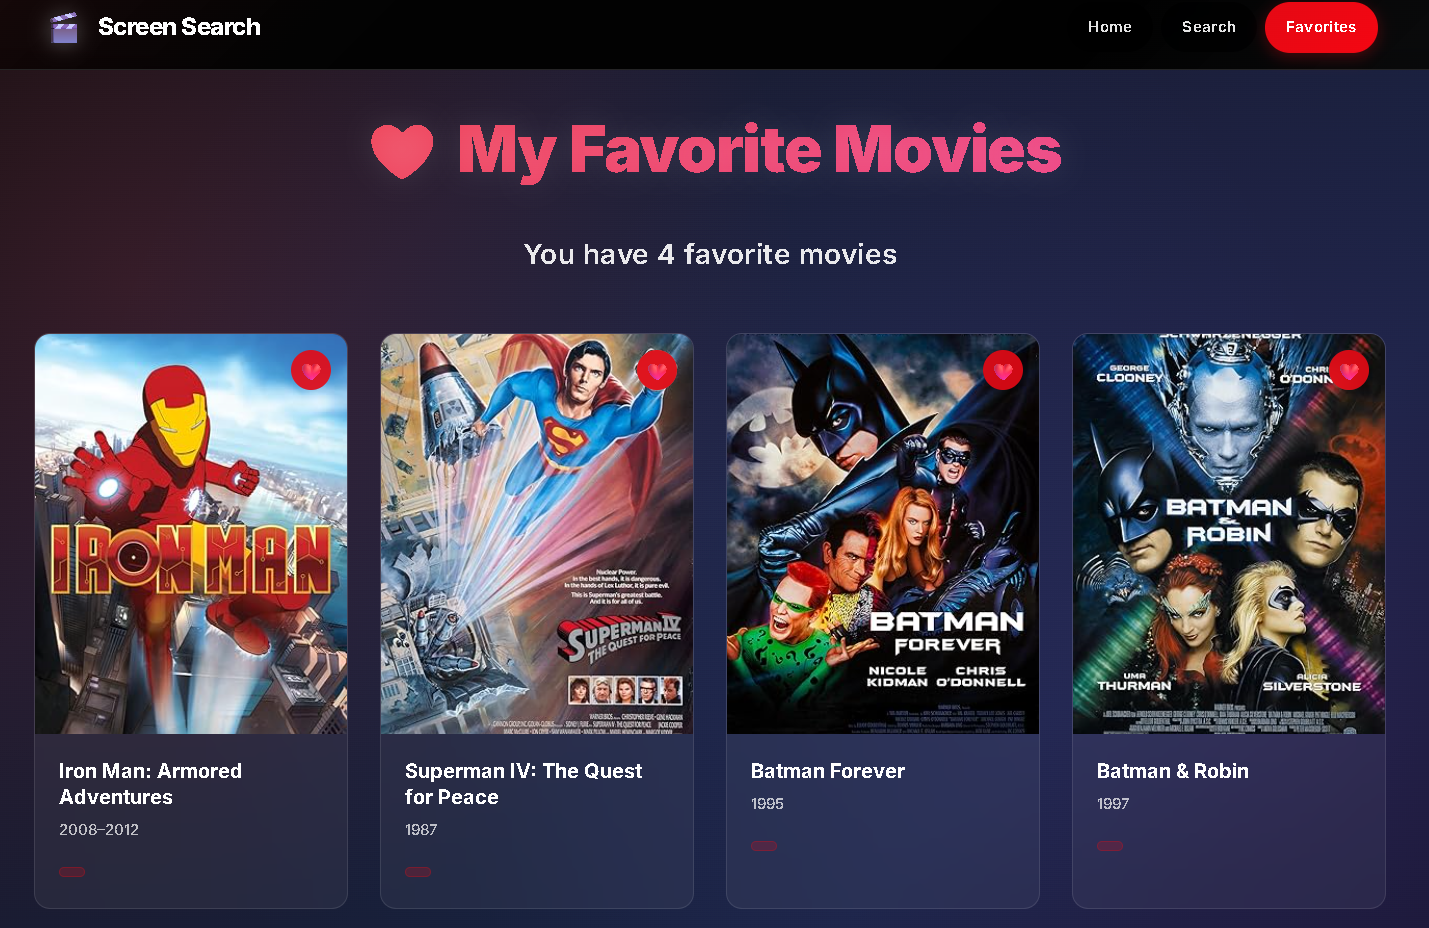 Screen Search
Home
Search
Favorites
My Favorite Movies
You have 4 favorite movies
IRON MAN
Nuclear Power.
In the best hands, it is dangerous.
In the hands of Lex Luthor, it is pure evil.
This is Superman's greatest battle.
And it is for all of us.
SUPERMAN IV
THE QUEST FOR PEACE
BATMAN
FOREVER
NICOLE CHRIS
KIDMAN O'DONNELL
SCHWARZENEGGER
GEORGE
CLOONEY
CHRI
O'DONN
BATMAN
&
ROBIN
UMA
THURMAN
ALICIA
SILVERSTONE
Iron Man: Armored
Adventures
2008–2012
Superman IV: The Quest
for Peace
1987
Batman Forever
1995
Batman & Robin
1997